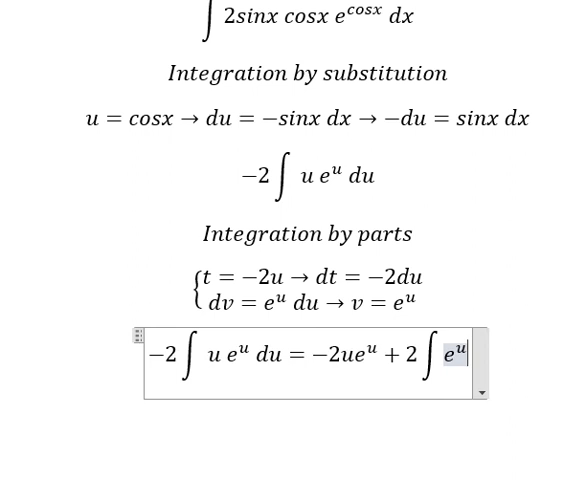 ∫ 2sinx cosx e^{cosx} dx
Integration by substitution
u = cosx → du = −sinx dx → −du = sinx dx
−2 ∫ u e^u du
Integration by parts
{t = −2u → dt = −2du
dv = e^u du → v = e^u
−2 ∫ u e^u du = −2ue^u + 2 ∫ e^u